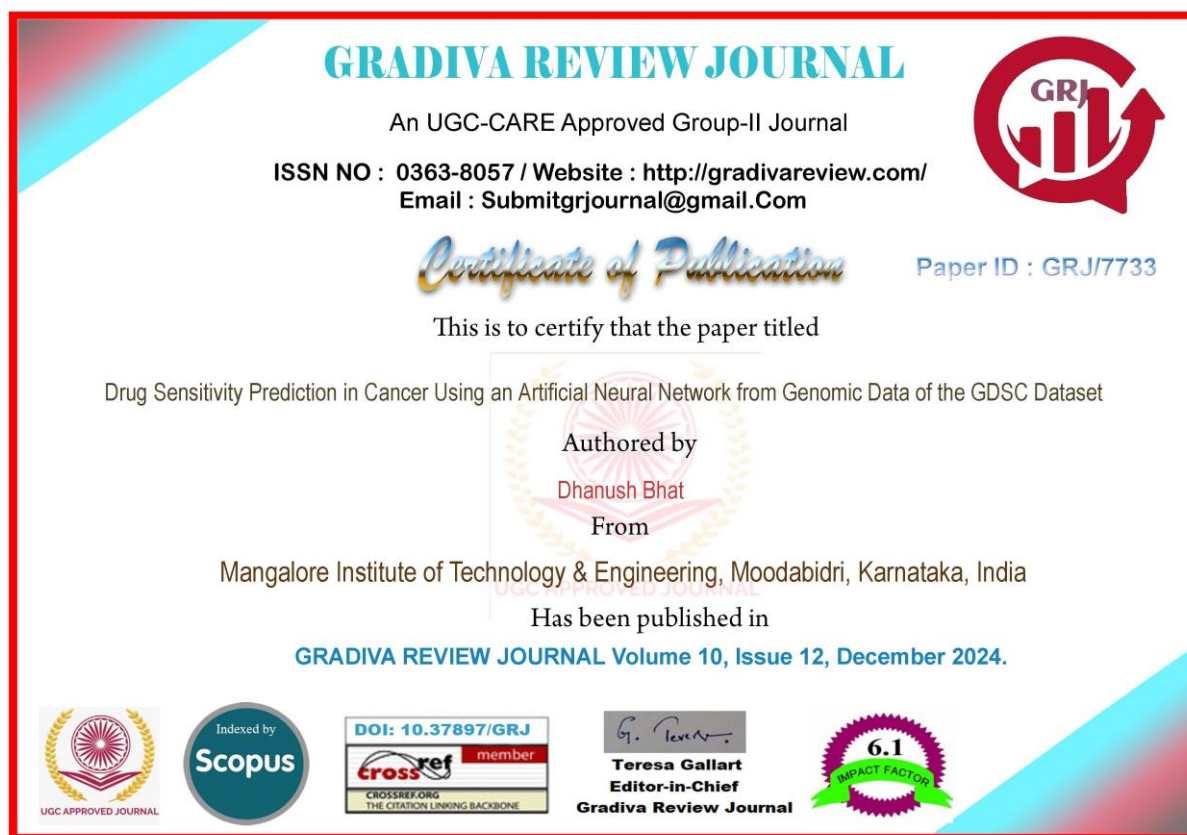 GRADIVA REVIEW JOURNAL
GRJ
An UGC-CARE Approved Group-II Journal
ISSN NO : 0363-8057 / Website : http://gradivareview.com/
Email : Submitgrjournal@gmail.Com
Certificate of Publication
Paper ID : GRJ/7733
This is to certify that the paper titled
Drug Sensitivity Prediction in Cancer Using an Artificial Neural Network from Genomic Data of the GDSC Dataset
Authored by
Dhanush Bhat
From
Mangalore Institute of Technology & Engineering, Moodabidri, Karnataka, India
UGC APPROVED JOURNAL
Has been published in
GRADIVA REVIEW JOURNAL Volume 10, Issue 12, December 2024.
UGC APPROVED JOURNAL
Indexed by
Scopus
DOI: 10.37897/GRJ
crossref member
CROSSREF.ORG
THE CITATION LINKING BACKBONE
Teresa Gallart
Editor-in-Chief
Gradiva Review Journal
6.1
IMPACT FACTOR